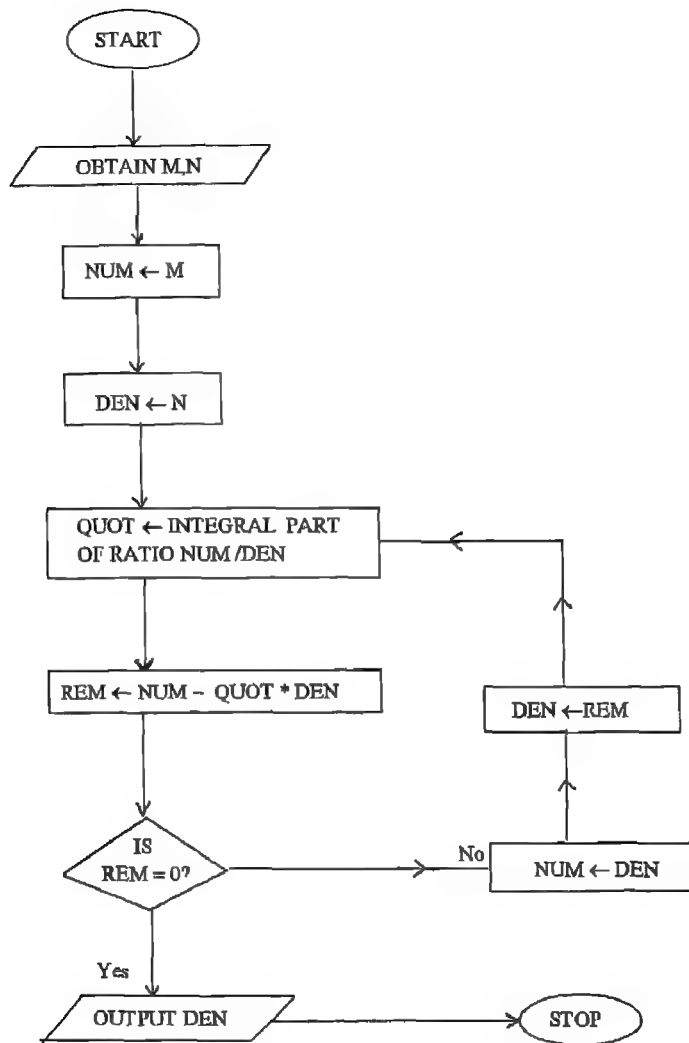 START
OBTAIN M,N
NUM ← M
DEN ← N
QUOT ← INTEGRAL PART
OF RATIO NUM/DEN
REM ← NUM – QUOT * DEN
IS
REM = 0?
No
NUM ← DEN
DEN ← REM
Yes
OUTPUT DEN
STOP